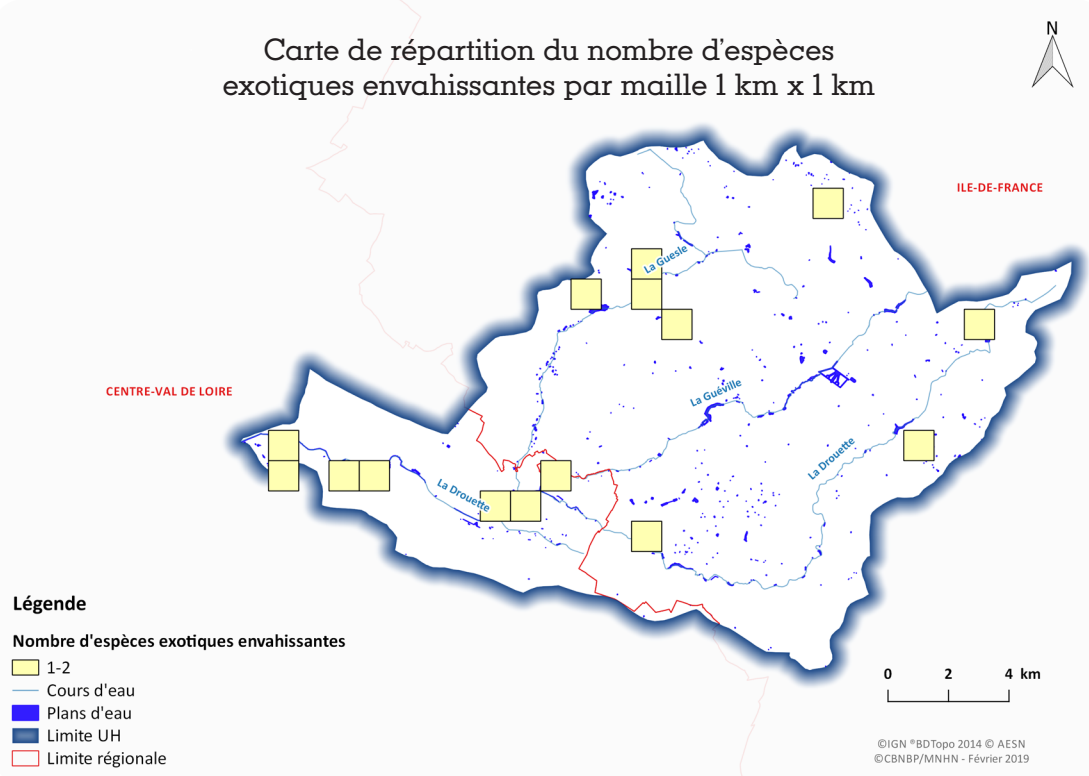 Carte de répartition du nombre d'espèces
exotiques envahissantes par maille 1 km x 1 km
N
ILE-DE-FRANCE
La Guesle
CENTRE-VAL DE LOIRE
La Guéville
La Drouette
La Drouette
Légende
Nombre d'espèces exotiques envahissantes
1-2
Cours d'eau
Plans d'eau
Limite UH
Limite régionale
0 2 4 km
©IGN ®BDTopo 2014 © AESN
©CBNBP/MNHN - Février 2019